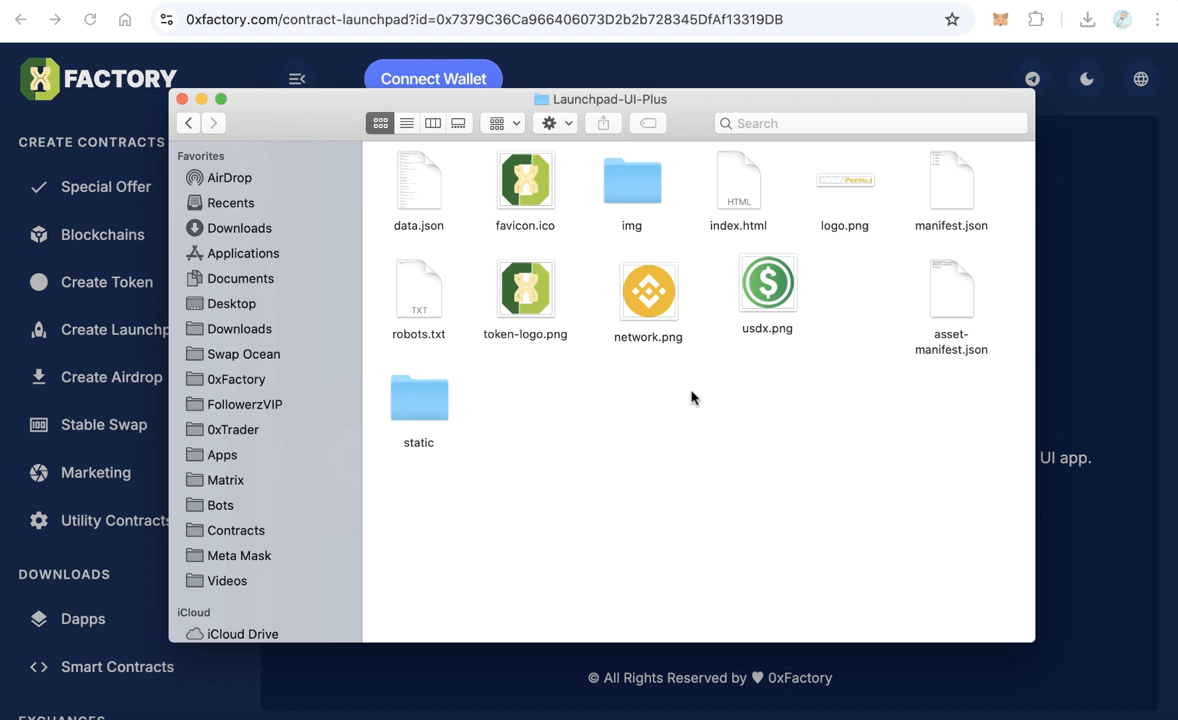 0xfactory.com/contract-launchpad?id=0x7379C36Ca966406073D2b2b728345DfAf13319DB
FACTORY
Connect Wallet
CREATE CONTRACTS
Special Offer
Blockchains
Create Token
Create Launchp
Create Airdrop
Stable Swap
Marketing
Utility Contracts
DOWNLOADS
Dapps
Smart Contracts
EXCHANGES
Launchpad-UI-Plus
Search
Favorites
AirDrop
Recents
Downloads
Applications
Documents
Desktop
Downloads
Swap Ocean
0xFactory
FollowerzVIP
0xTrader
Apps
Matrix
Bots
Contracts
Meta Mask
Videos
iCloud
iCloud Drive
data.json
favicon.ico
img
HTML
index.html
logo.png
manifest.json
TXT
robots.txt
token-logo.png
network.png
usdx.png
asset-
manifest.json
static
UI app.
© All Rights Reserved by ♥ 0xFactory